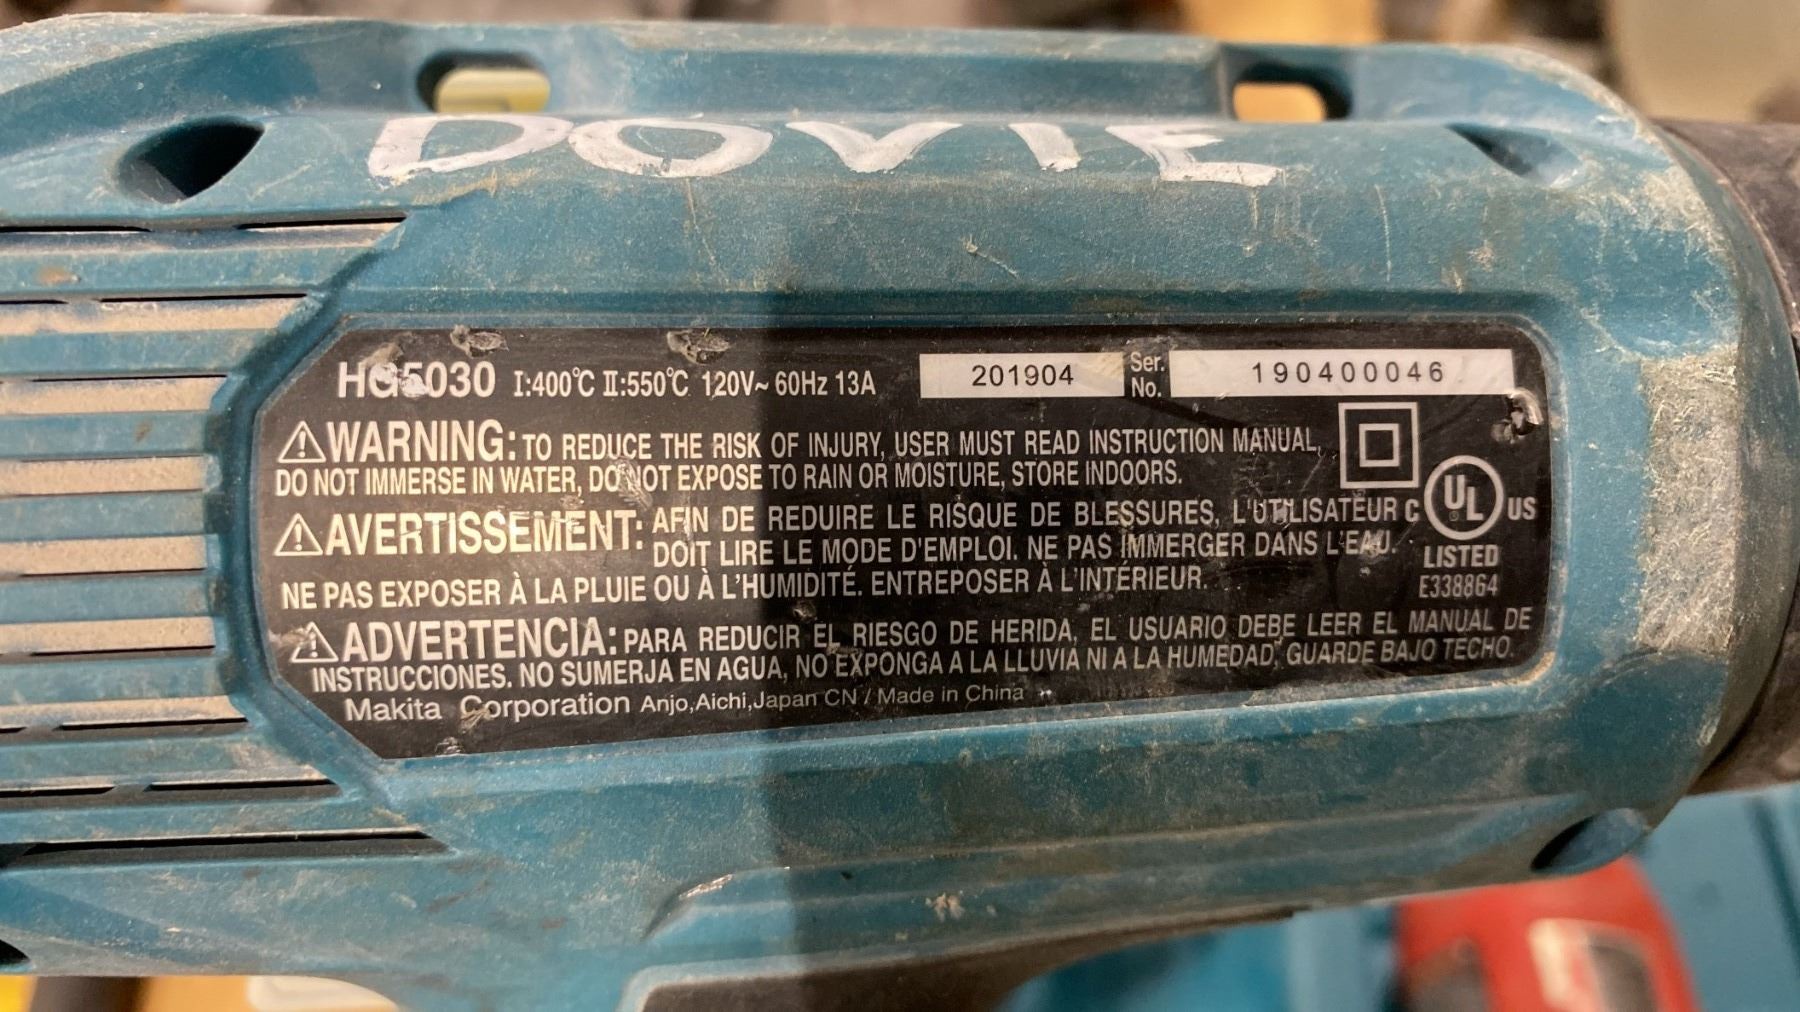 DOVIE
HG5030 I:400℃ II:550℃ 120V~ 60Hz 13A 201904 Ser. No. 190400046
⚠WARNING: TO REDUCE THE RISK OF INJURY, USER MUST READ INSTRUCTION MANUAL,
DO NOT IMMERSE IN WATER, DO NOT EXPOSE TO RAIN OR MOISTURE, STORE INDOORS.
⚠AVERTISSEMENT: AFIN DE REDUIRE LE RISQUE DE BLESSURES, L'UTILISATEUR
DOIT LIRE LE MODE D'EMPLOI. NE PAS IMMERGER DANS L'EAU.
NE PAS EXPOSER À LA PLUIE OU À L'HUMIDITÉ. ENTREPOSER À L'INTÉRIEUR.
C UL US
LISTED
E338864
⚠ADVERTENCIA: PARA REDUCIR EL RIESGO DE HERIDA, EL USUARIO DEBE LEER EL MANUAL DE
INSTRUCCIONES. NO SUMERJA EN AGUA, NO EXPONGA A LA LLUVIA NI A LA HUMEDAD, GUARDE BAJO TECHO.
Makita Corporation Anjo,Aichi,Japan CN / Made in China